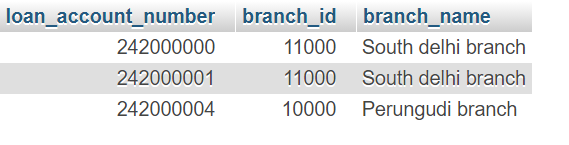 loan_account_number branch_id branch_name
242000000 11000 South delhi branch
242000001 11000 South delhi branch
242000004 10000 Perungudi branch